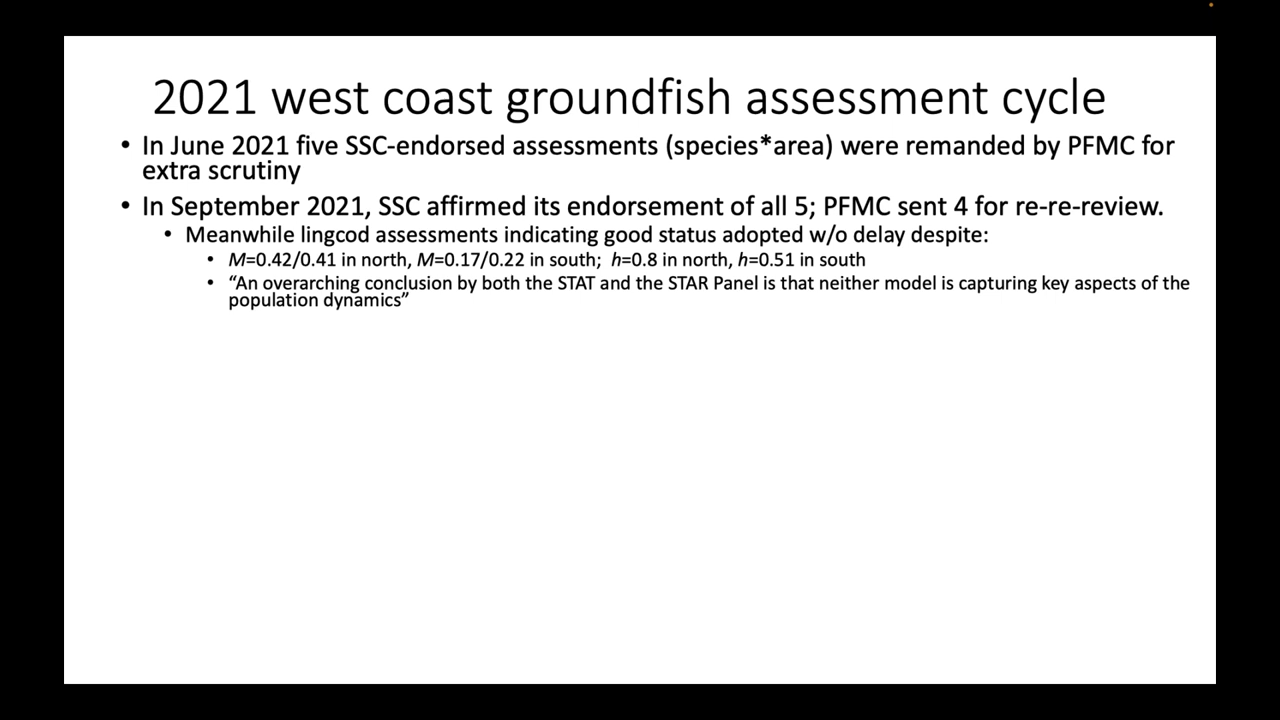 2021 west coast groundfish assessment cycle
• In June 2021 five SSC-endorsed assessments (species*area) were remanded by PFMC for
extra scrutiny
• In September 2021, SSC affirmed its endorsement of all 5; PFMC sent 4 for re-re-review.
• Meanwhile lingcod assessments indicating good status adopted w/o delay despite:
• M=0.42/0.41 in north, M=0.17/0.22 in south;  h=0.8 in north, h=0.51 in south
• “An overarching conclusion by both the STAT and the STAR Panel is that neither model is capturing key aspects of the
population dynamics”